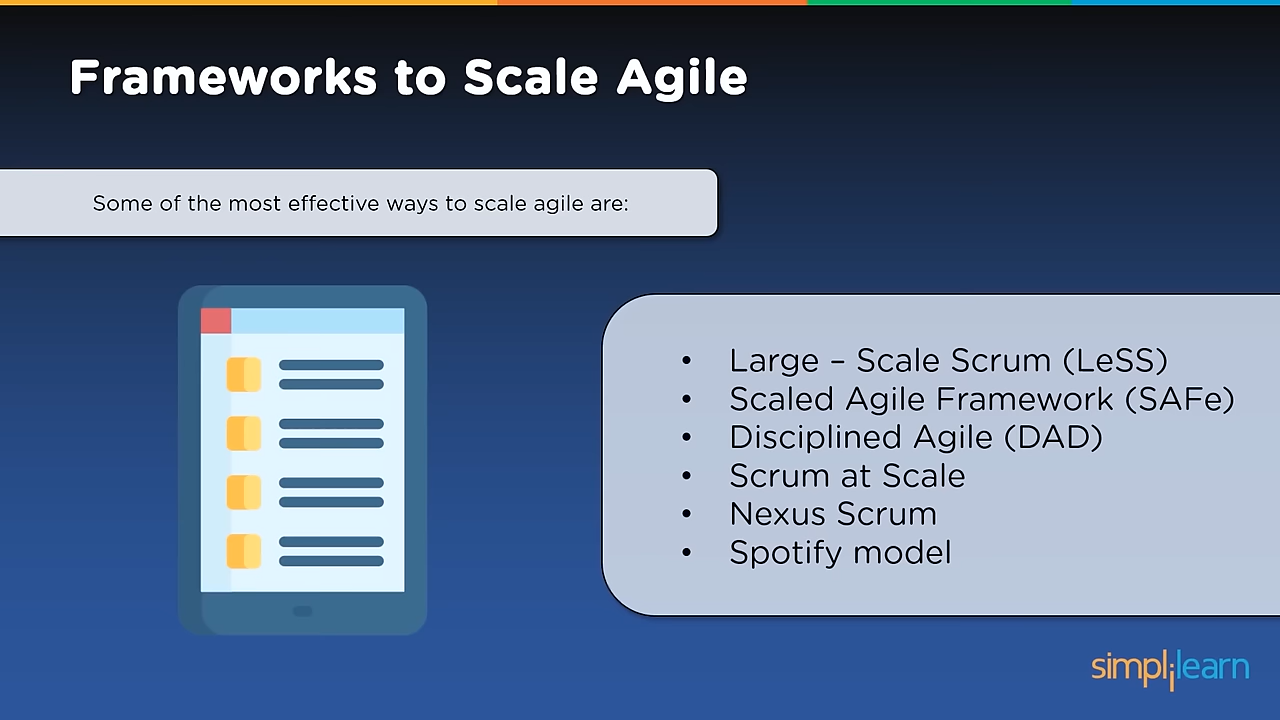 Frameworks to Scale Agile
Some of the most effective ways to scale agile are:
• Large – Scale Scrum (LeSS)
• Scaled Agile Framework (SAFe)
• Disciplined Agile (DAD)
• Scrum at Scale
• Nexus Scrum
• Spotify model
simplilearn